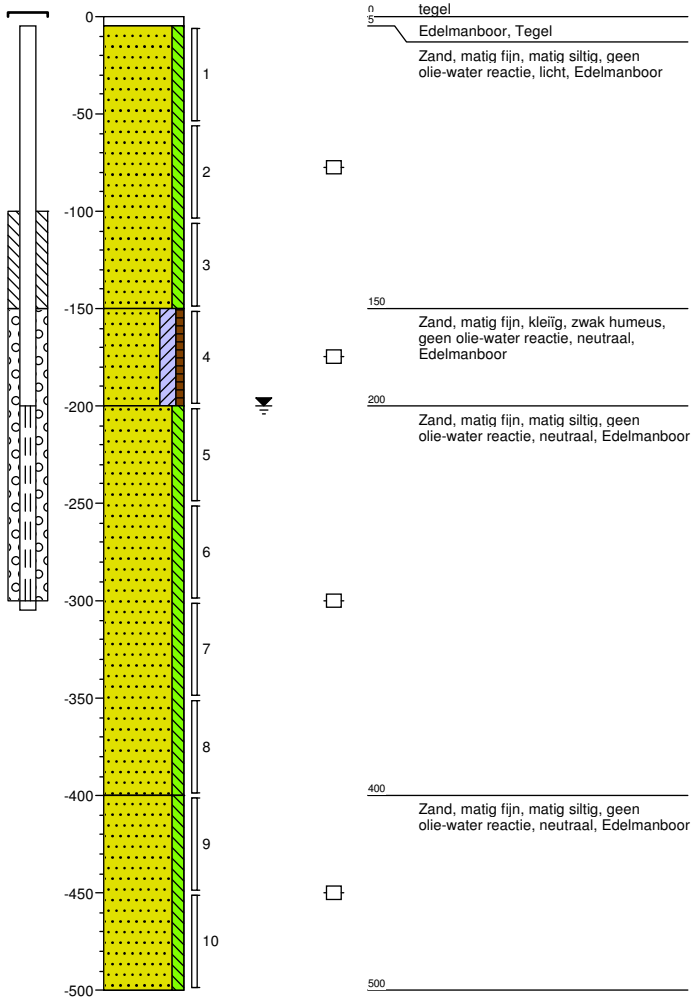 0
-50
-100
-150
-200
-250
-300
-350
-400
-450
-500
1
2
3
4
5
6
7
8
9
10
0
tegel
5
Edelmanboor, Tegel
Zand, matig fijn, matig siltig, geen
olie-water reactie, licht, Edelmanboor
150
Zand, matig fijn, kleiïg, zwak humeus,
geen olie-water reactie, neutraal,
Edelmanboor
200
Zand, matig fijn, matig siltig, geen
olie-water reactie, neutraal, Edelmanboor
400
Zand, matig fijn, matig siltig, geen
olie-water reactie, neutraal, Edelmanboor
500